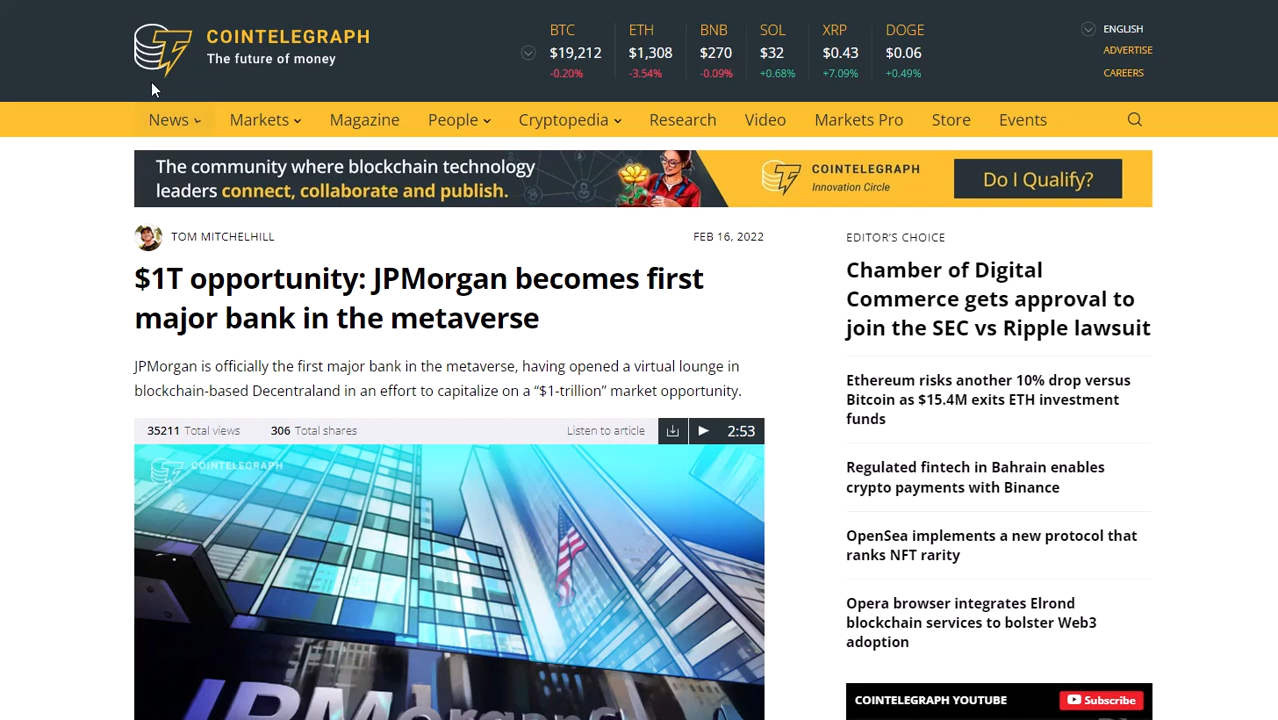 COINTELEGRAPH
The future of money
BTC
$19,212
-0.20%
ETH
$1,308
-3.54%
BNB
$270
-0.09%
SOL
$32
+0.68%
XRP
$0.43
+7.09%
DOGE
$0.06
+0.49%
ENGLISH
ADVERTISE
CAREERS
News Markets Magazine People Cryptopedia Research Video Markets Pro Store Events
The community where blockchain technology
leaders connect, collaborate and publish.
COINTELEGRAPH
Innovation Circle
Do I Qualify?
TOM MITCHELHILL
FEB 16, 2022
$1T opportunity: JPMorgan becomes first
major bank in the metaverse
JPMorgan is officially the first major bank in the metaverse, having opened a virtual lounge in
blockchain-based Decentraland in an effort to capitalize on a “$1-trillion” market opportunity.
35211 Total views 306 Total shares Listen to article 2:53
COINTELEGRAPH
JPMorgan
EDITOR’S CHOICE
Chamber of Digital
Commerce gets approval to
join the SEC vs Ripple lawsuit
Ethereum risks another 10% drop versus
Bitcoin as $15.4M exits ETH investment
funds
Regulated fintech in Bahrain enables
crypto payments with Binance
OpenSea implements a new protocol that
ranks NFT rarity
Opera browser integrates Elrond
blockchain services to bolster Web3
adoption
COINTELEGRAPH YOUTUBE
Subscribe